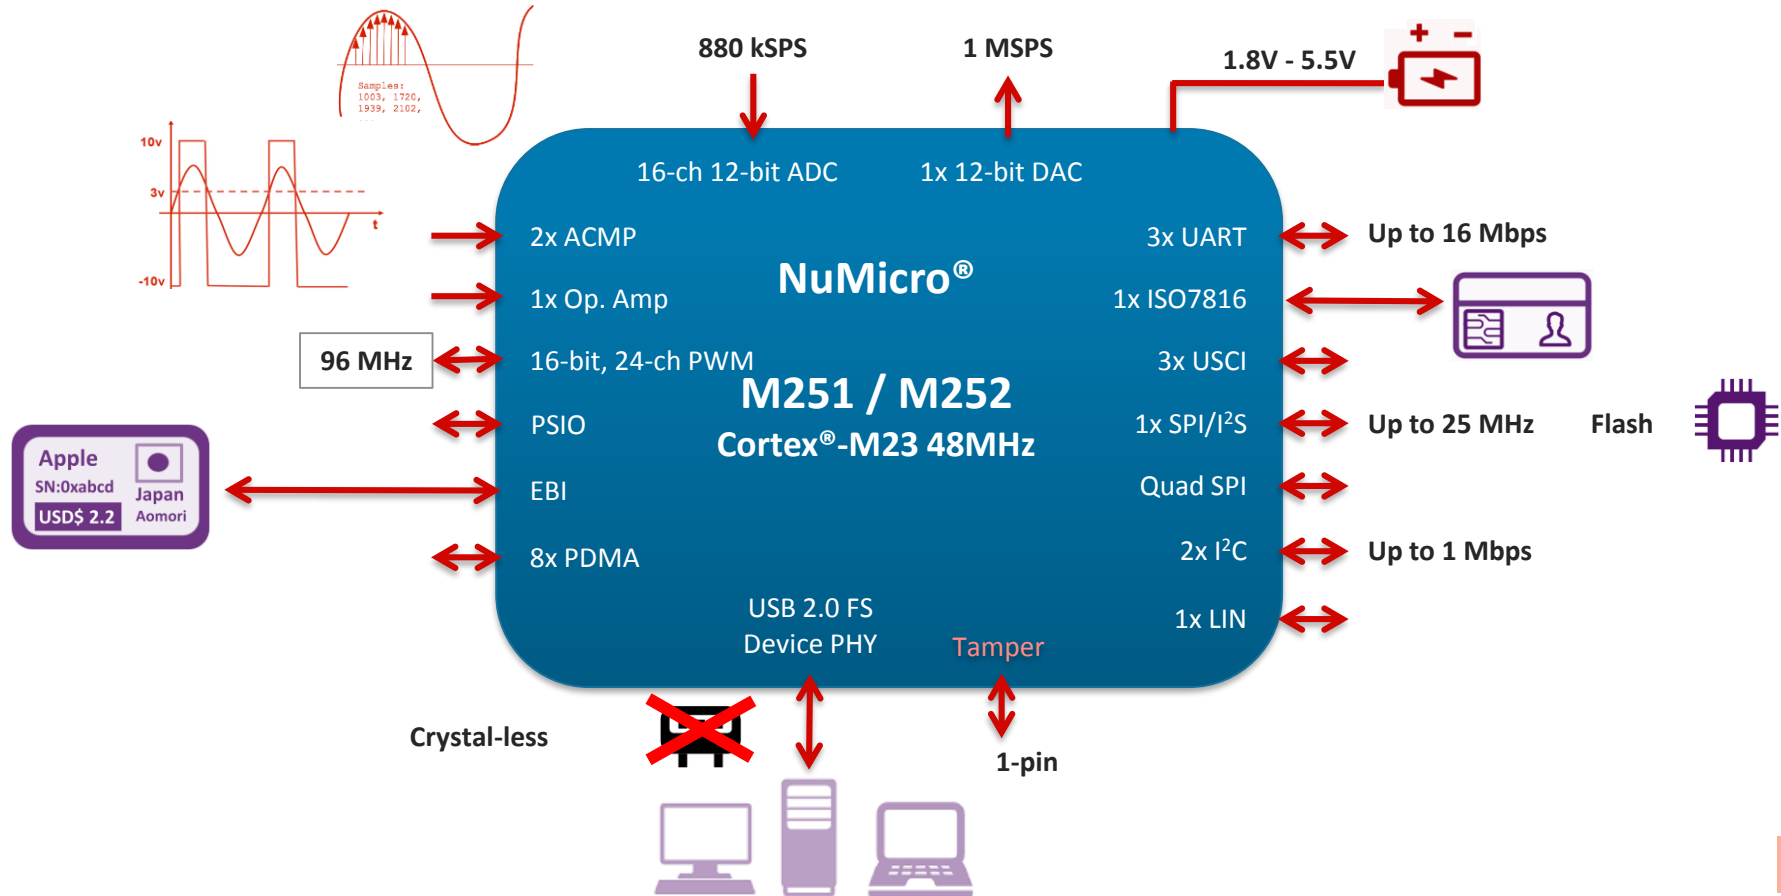 880 kSPS
1 MSPS
1.8V - 5.5V
+ -
Samples:
1003, 1720,
1939, 2102,
10v
3v
t
-10v
16-ch 12-bit ADC
1x 12-bit DAC
2x ACMP
3x UART
Up to 16 Mbps
NuMicro®
1x Op. Amp
1x ISO7816
96 MHz
16-bit, 24-ch PWM
3x USCI
M251 / M252
PSIO
1x SPI/I²S
Up to 25 MHz
Flash
Cortex®-M23 48MHz
Apple
SN:0xabcd
USD$ 2.2
Japan
Aomori
EBI
Quad SPI
8x PDMA
2x I²C
Up to 1 Mbps
USB 2.0 FS
Device PHY
Tamper
1x LIN
Crystal-less
1-pin